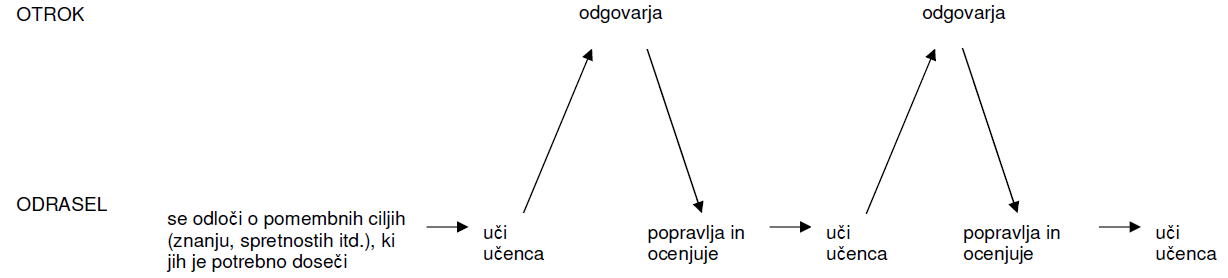 OTROK
odgovarja
odgovarja
ODRASEL
se odloči o pomembnih ciljih
(znanju, spretnostih itd.), ki
jih je potrebno doseči
uči
učenca
popravlja in
ocenjuje
uči
učenca
popravlja in
ocenjuje
uči
učenca